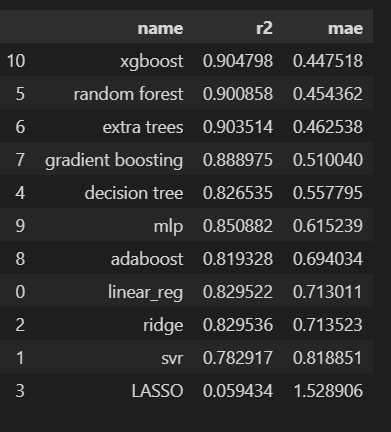 name r2 mae
10 xgboost 0.904798 0.447518
5 random forest 0.900858 0.454362
6 extra trees 0.903514 0.462538
7 gradient boosting 0.888975 0.510040
4 decision tree 0.826535 0.557795
9 mlp 0.850882 0.615239
8 adaboost 0.819328 0.694034
0 linear_reg 0.829522 0.713011
2 ridge 0.829536 0.713523
1 svr 0.782917 0.818851
3 LASSO 0.059434 1.528906